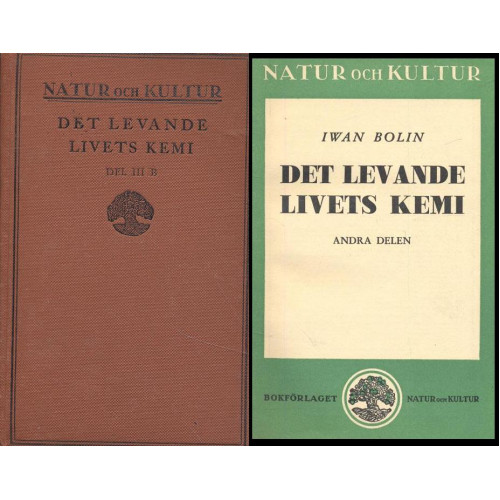 NATUR OCH KULTUR
DET LEVANDE
LIVETS KEMI
DEL III B
NATUR OCH KULTUR
IWAN BOLIN
DET LEVANDE
LIVETS KEMI
ANDRA DELEN
BOKFÖRLAGET NATUR OCH KULTUR